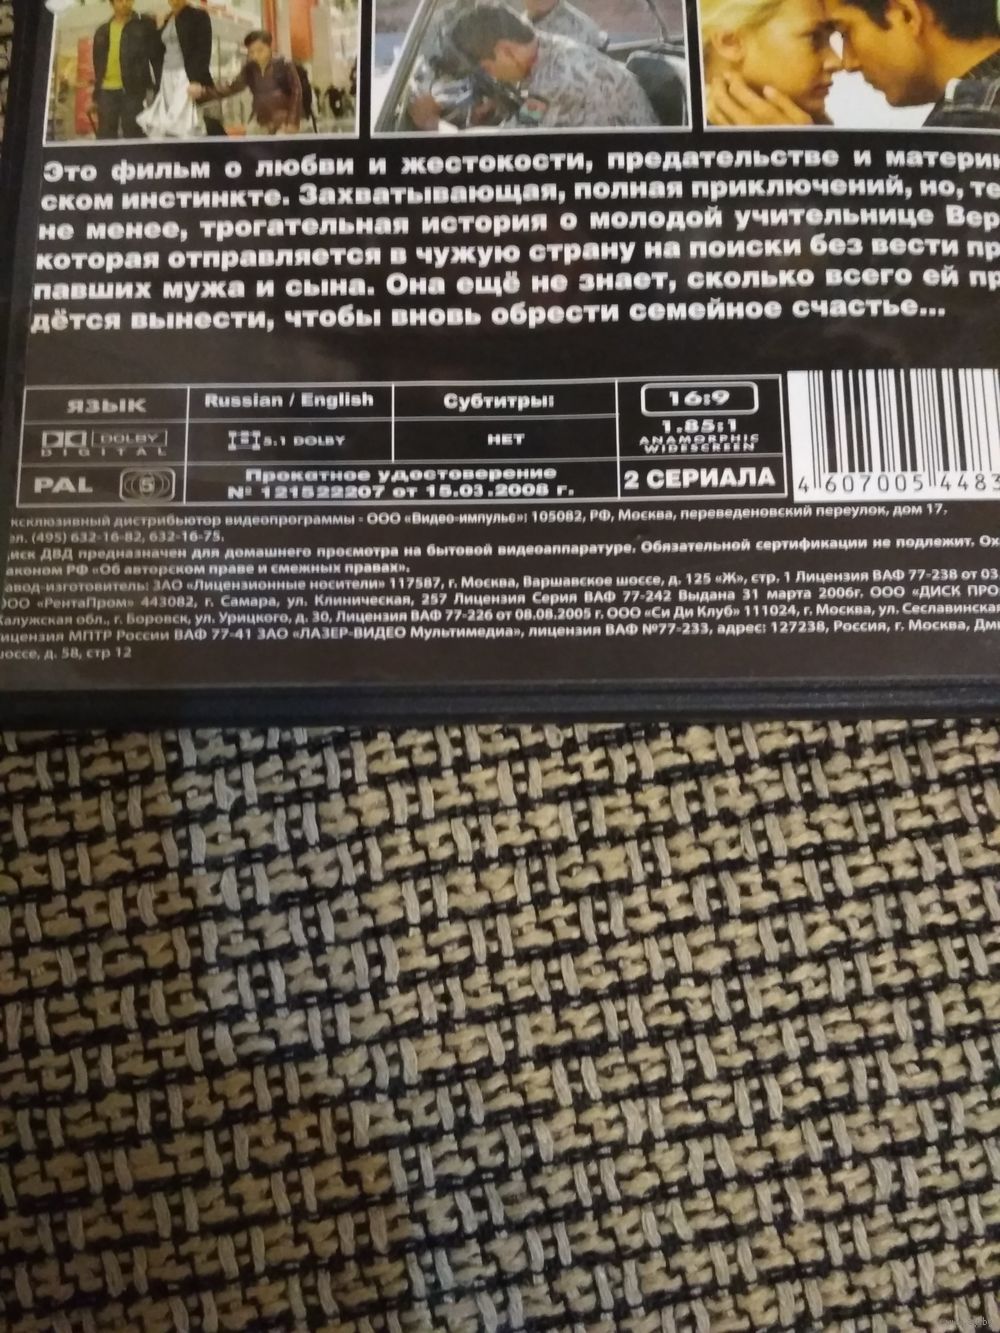 Это фильм о любви и жестокости, предательстве и материн
ском инстинкте. Захватывающая, полная приключений, но, те
не менее, трогательная история о молодой учительнице Вер
которая отправляется в чужую страну на поиски без вести пр
павших мужа и сына. Она ещё не знает, сколько всего ей пр
дётся вынести, чтобы вновь обрести семейное счастье...
ЯЗЫК Russian / English Субтитры: 16:9
DOLBY DIGITAL 5.1 DOLBY НЕТ 1.85:1 ANAMORPHIC WIDESCREEN
PAL 5 Прокатное удостоверение № 121522207 от 15.03.2008 г. 2 СЕРИАЛА
4 607005 4483
ксклюзивный дистрибьютор видеопрограммы - ООО «Видео-импульс»: 105082, РФ, Москва, переведеновский переулок, дом 17,
ел. (495) 632-16-82, 632-16-75.
иск ДВД предназначен для домашнего просмотра на бытовой видеоаппаратуре. Обязательной сертификации не подлежит. Ох
аконом РФ «Об авторском праве и смежных правах».
авод-изготовитель: ЗАО «Лицензионные носители» 117587, г. Москва, Варшавское шоссе, д. 125 «Ж», стр. 1 Лицензия ВАФ 77-238 от 03
ООО «РентаПром» 443082, г. Самара, ул. Клиническая, 257 Лицензия Серия ВАФ 77-242 Выдана 31 марта 2006г. ООО «ДИСК ПРО
Калужская обл., г. Боровск, ул. Урицкого, д. 30, Лицензия ВАФ 77-226 от 08.08.2005 г. ООО «Си Ди Клуб» 111024, г. Москва, ул. Сеславинская
ицензия МПТР России ВАФ 77-41 ЗАО «ЛАЗЕР-ВИДЕО Мультимедиа», лицензия ВАФ №77-233, адрес: 127238, Россия, г. Москва, Дми
оссе, д. 58, стр 12